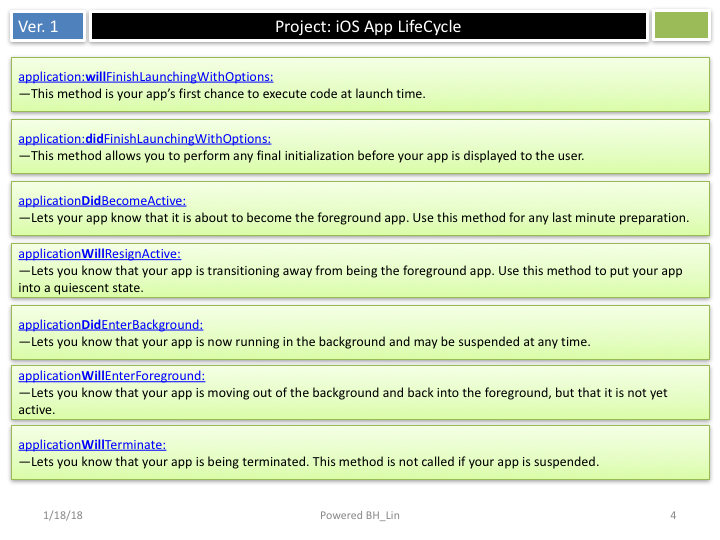 Ver. 1
Project: iOS App LifeCycle
application:willFinishLaunchingWithOptions:
—This method is your app’s first chance to execute code at launch time.
application:didFinishLaunchingWithOptions:
—This method allows you to perform any final initialization before your app is displayed to the user.
applicationDidBecomeActive:
—Lets your app know that it is about to become the foreground app. Use this method for any last minute preparation.
applicationWillResignActive:
—Lets you know that your app is transitioning away from being the foreground app. Use this method to put your app
into a quiescent state.
applicationDidEnterBackground:
—Lets you know that your app is now running in the background and may be suspended at any time.
applicationWillEnterForeground:
—Lets you know that your app is moving out of the background and back into the foreground, but that it is not yet
active.
applicationWillTerminate:
—Lets you know that your app is being terminated. This method is not called if your app is suspended.
1/18/18
Powered BH_Lin
4